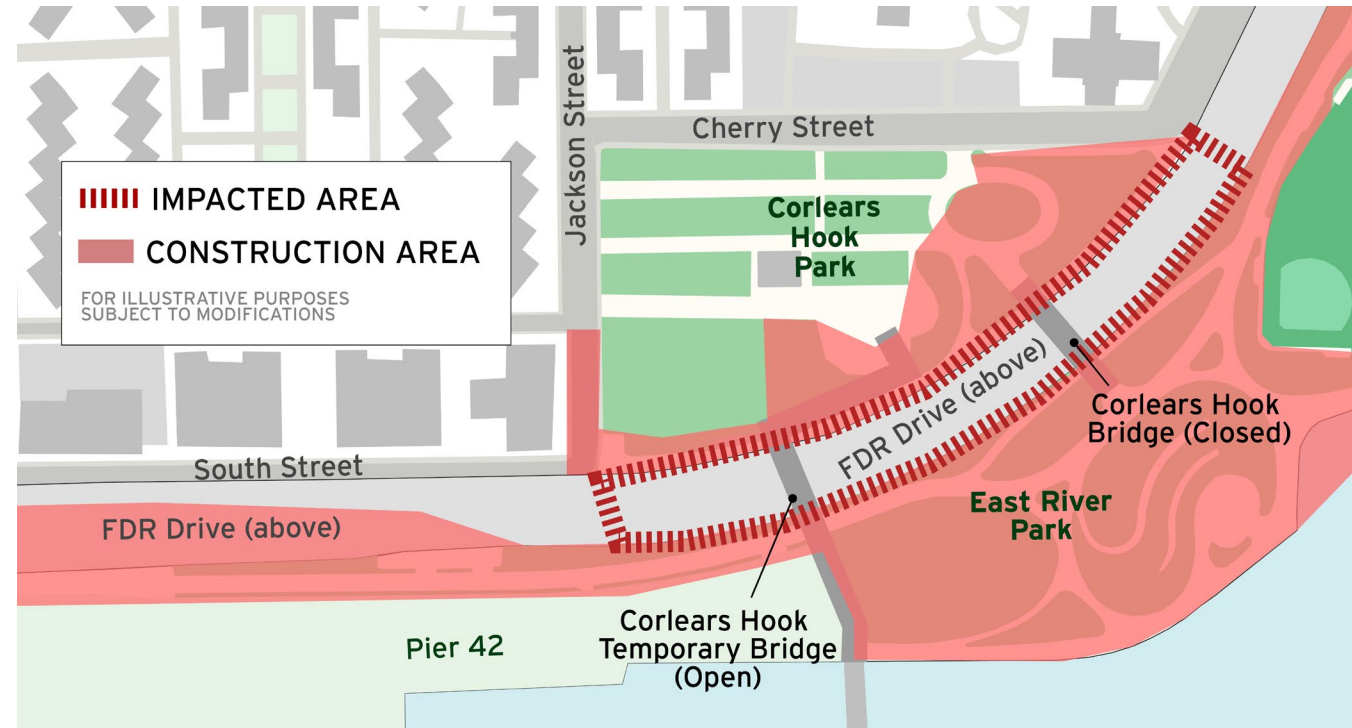 Jackson Street
Cherry Street
IMPACTED AREA
CONSTRUCTION AREA
FOR ILLUSTRATIVE PURPOSES
SUBJECT TO MODIFICATIONS
Corlears
Hook
Park
FDR Drive (above)
Corlears Hook
Bridge (Closed)
South Street
FDR Drive (above)
East River
Park
Corlears Hook
Temporary Bridge
(Open)
Pier 42